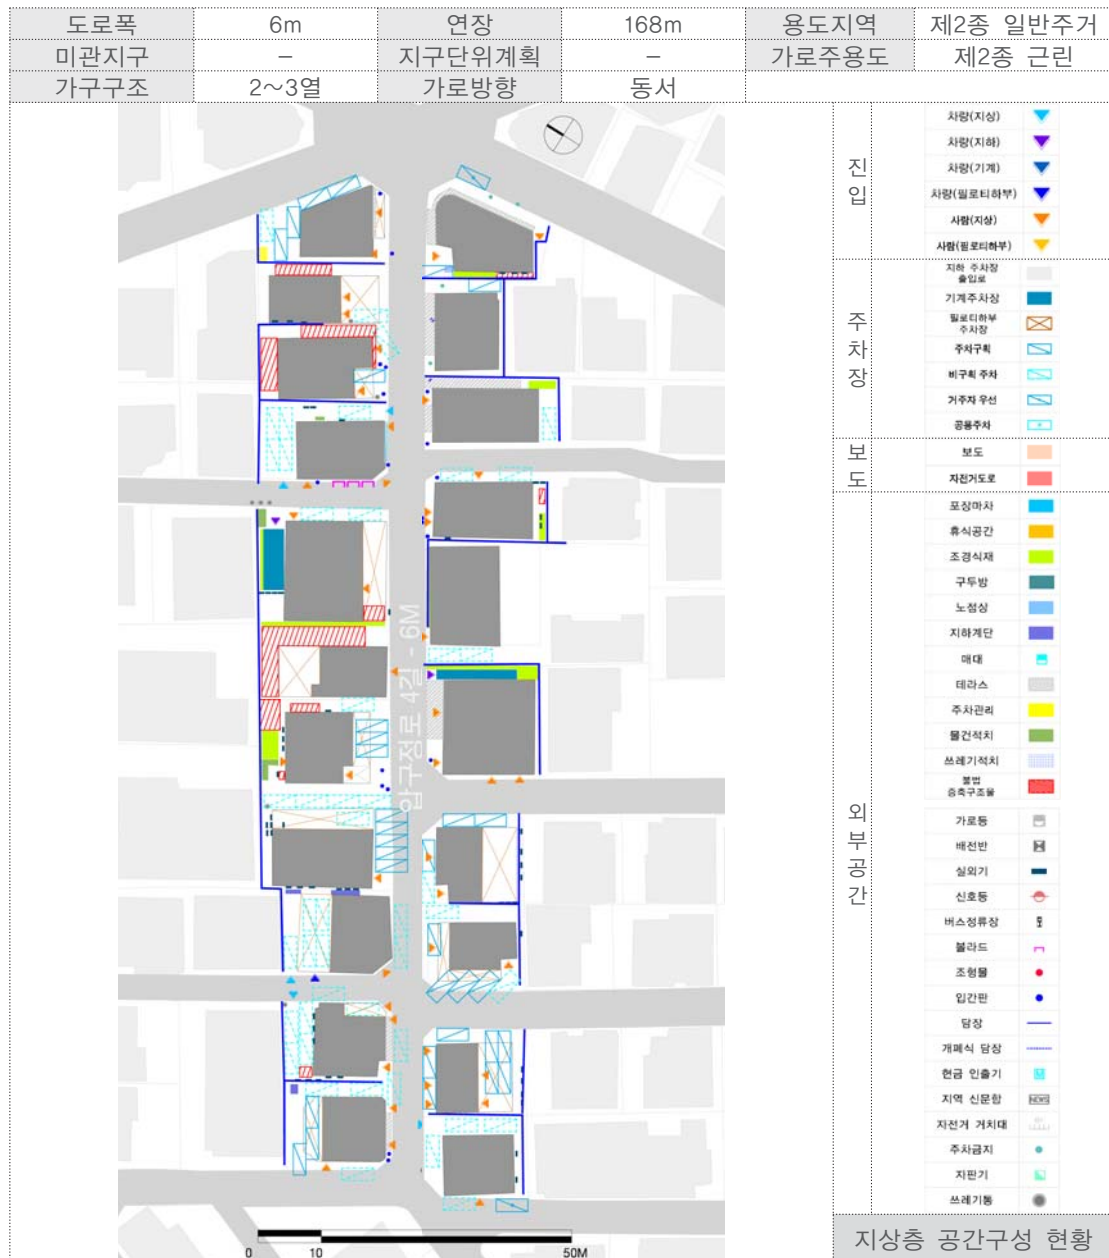 도로폭 6m 연장 168m 용도지역 제2종 일반주거
미관지구 - 지구단위계획 - 가로주용도 제2종 근린
가구구조 2~3열 가로방향 동서
압구정로 4길 - 6M
0 10 50M
진입
차량(지상)
차량(지하)
차량(기계)
차량(필로티하부)
사람(지상)
사람(필로티하부)
주차장
지하 주차장
출입로
기계주차장
필로티하부
주차장
주차구획
비구획 주차
거주자 우선
공용주차
보도
보도
자전거도로
외부공간
포장마차
휴식공간
조경식재
구두방
노점상
지하계단
매대
테라스
주차관리
물건적치
쓰레기적치
불법
증축구조물
가로등
배전반
실외기
신호등
버스정류장
볼라드
조형물
입간판
담장
개폐식 담장
현금 인출기
지역 신문함
NEWS
자전거 거치대
주차금지
자판기
쓰레기통
지상층 공간구성 현황